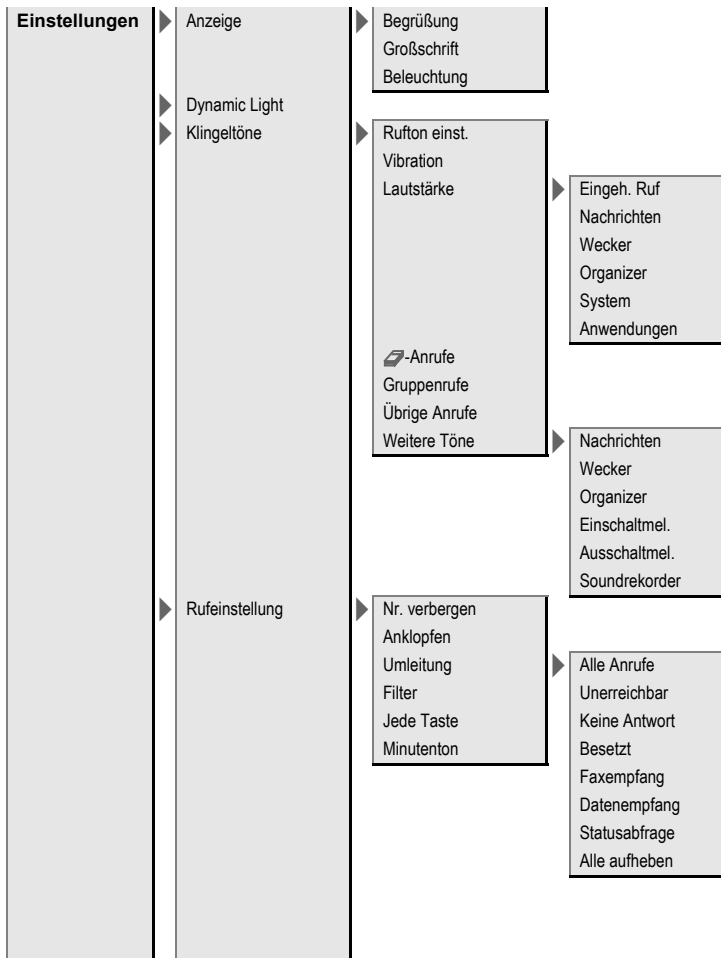 Einstellungen Anzeige Begrüßung
Großschrift
Beleuchtung
Dynamic Light
Klingeltöne Rufton einst.
Vibration
Lautstärke Eingeh. Ruf
Nachrichten
Wecker
Organizer
System
Anwendungen
-Anrufe
Gruppenrufe
Übrige Anrufe
Weitere Töne Nachrichten
Wecker
Organizer
Einschaltmel.
Ausschaltmel.
Soundrekorder
Rufeinstellung Nr. verbergen
Anklopfen
Umleitung Alle Anrufe
Filter Unerreichbar
Jede Taste Keine Antwort
Minutenton Besetzt
Faxempfang
Datenempfang
Statusabfrage
Alle aufheben